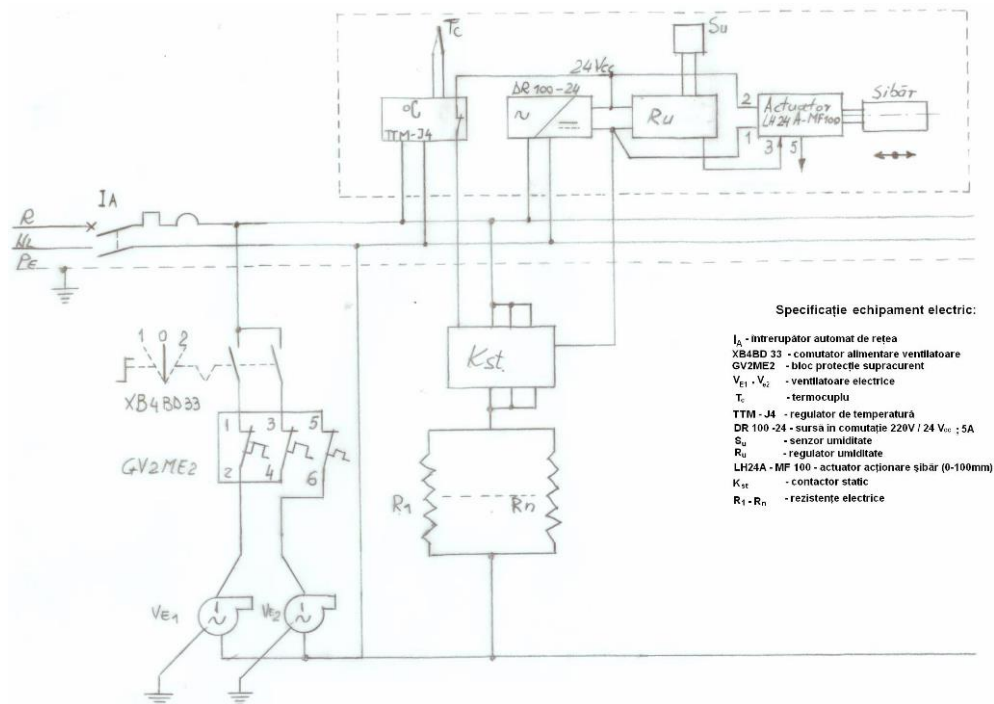 Tc
Su
24Vcc
DR 100-24
°C
TTM-J4
Ru
2
1
Actuator
LH24A-MF100
3 5
Șibăr
IA
R
NL
PE
1 0 2
XB4BD33
Kst
1 3 5
GV2ME2
2 4 6
R1 Rn
VE1 VE2
Specificație echipament electric:
IA - intrerupător automat de rețea
XB4BD 33 - comutator alimentare ventilatoare
GV2ME2 - bloc protecție supracurent
VE1 - Ve2 - ventilatoare electrice
Tc - termocuplu
TTM - J4 - regulator de temperatură
DR 100 -24 - sursă in comutație 220V / 24 Vcc ; 5A
Su - senzor umiditate
Ru - regulator umiditate
LH24A - MF 100 - actuator acționare șibăr (0-100mm)
Kst - contactor static
R1 - Rn - rezistențe electrice